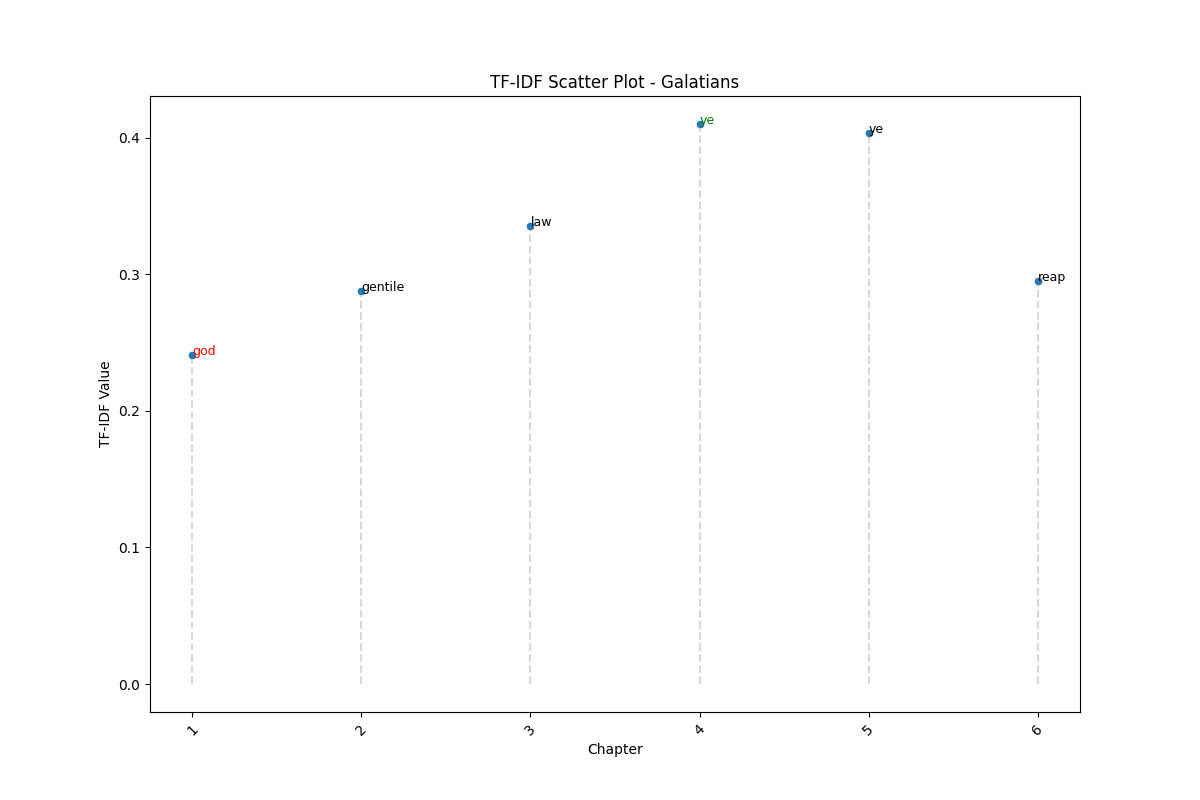 TF-IDF Scatter Plot - Galatians
ye
ye
0.4
law
0.3
reap
gentile
god
TF-IDF Value
0.2
0.1
0.0
1 2 3 4 5 6
Chapter